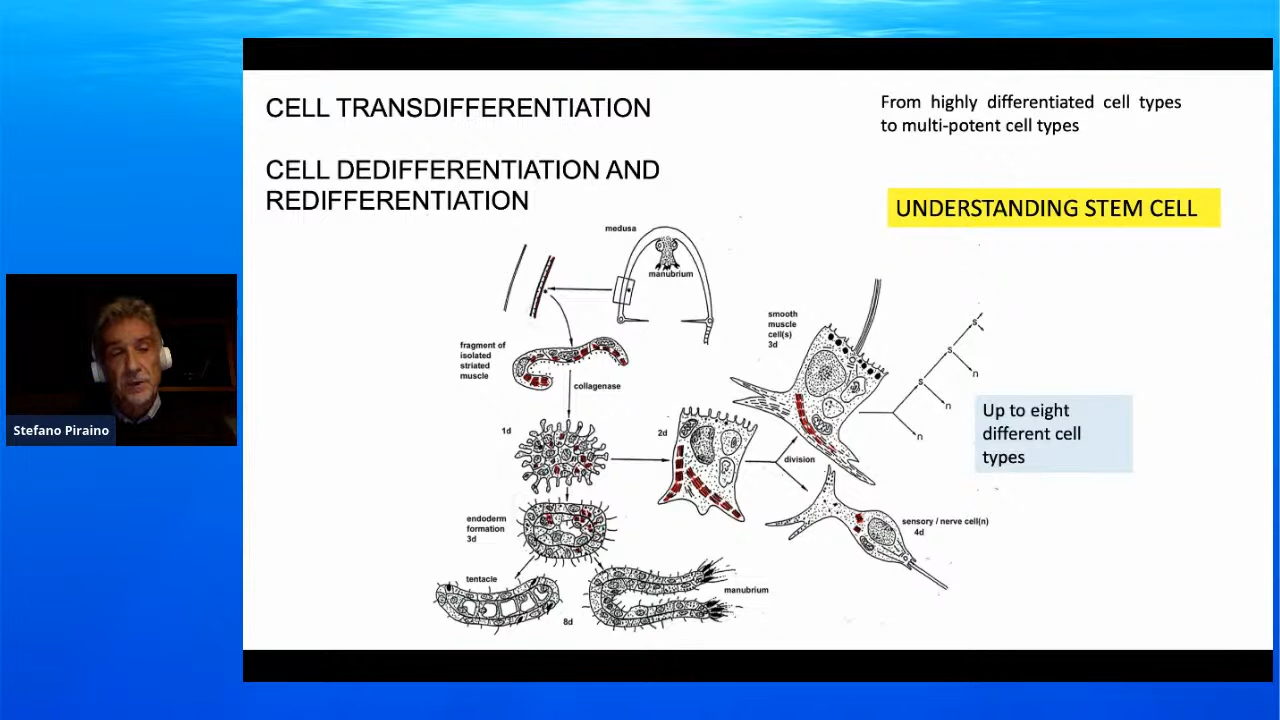 CELL TRANSDIFFERENTIATION
CELL DEDIFFERENTIATION AND
REDIFFERENTIATION
From highly differentiated cell types
to multi-potent cell types
UNDERSTANDING STEM CELL
medusa
manubrium
smooth
muscle
cell(s)
3d
fragment of
isolated
striated
muscle
collagenase
s
s
n
s
n
n
1d
2d
division
Up to eight
different cell
types
endoderm
formation
3d
sensory / nerve cell(n)
4d
tentacle
manubrium
8d
Stefano Piraino